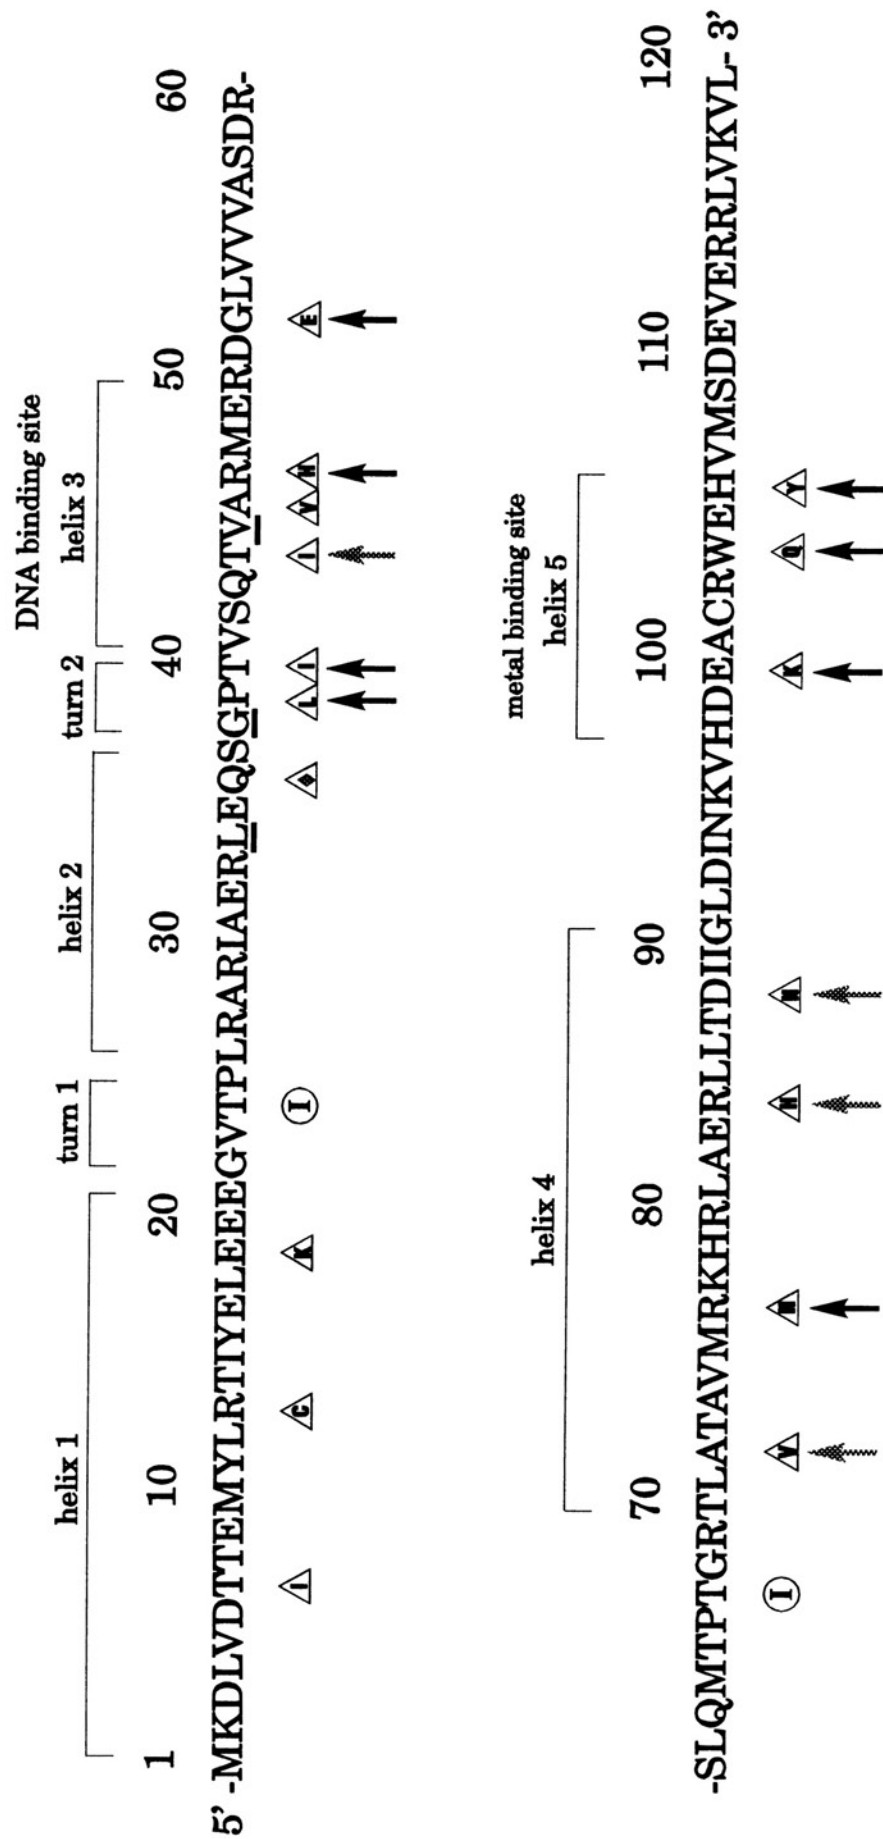 DNA binding site
helix 1 turn 1 helix 2 turn 2 helix 3
1 10 20 30 40 50 60
5' -MKDLVDTTEMYLRTIYELEEEGVTPLRARIAERLEQSGPTVSQTVARMERDGLVVASDR-
I C K I L I I V H E
metal binding site
helix 4 helix 5
70 80 90 100 110 120
-SLQMTPTGRTLATAVMRKHRLAERLLTDIIGLDINKVHDEACRWEHVMSDEVERRLVKVL- 3'
I V K Q Y